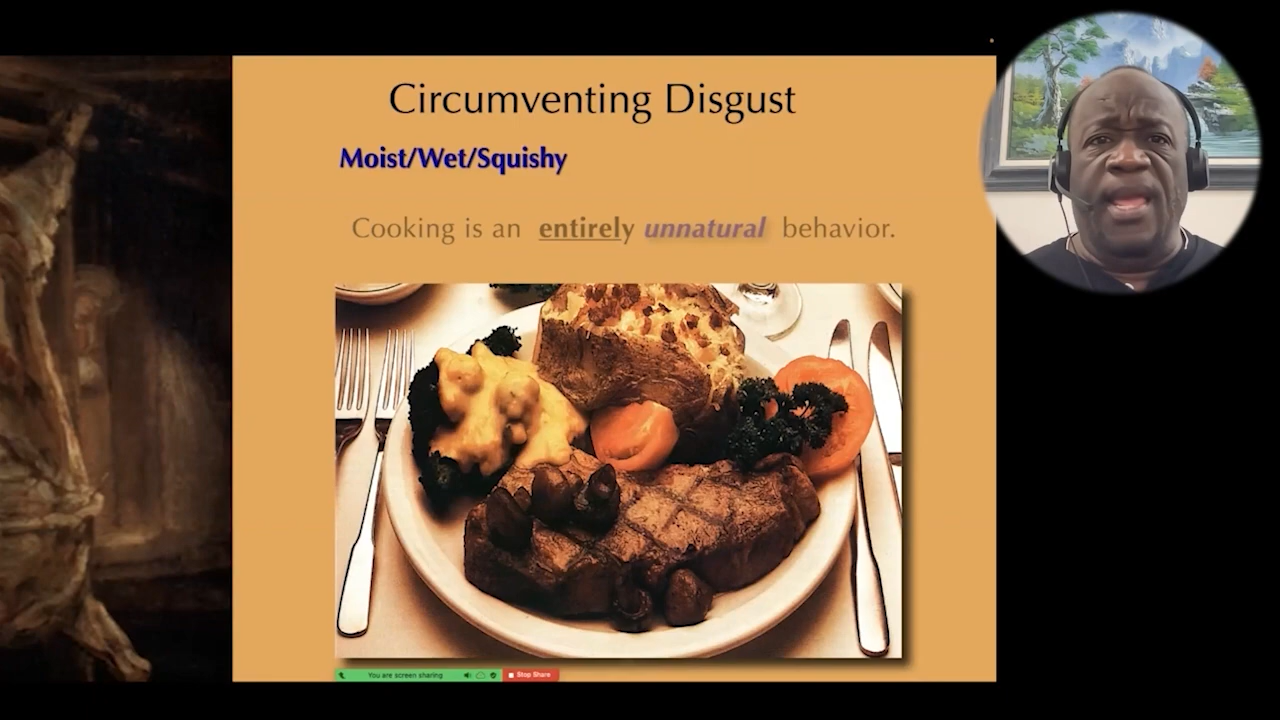 Circumventing Disgust
Moist/Wet/Squishy
Cooking is an entirely unnatural behavior.
You are screen sharing
Stop Share